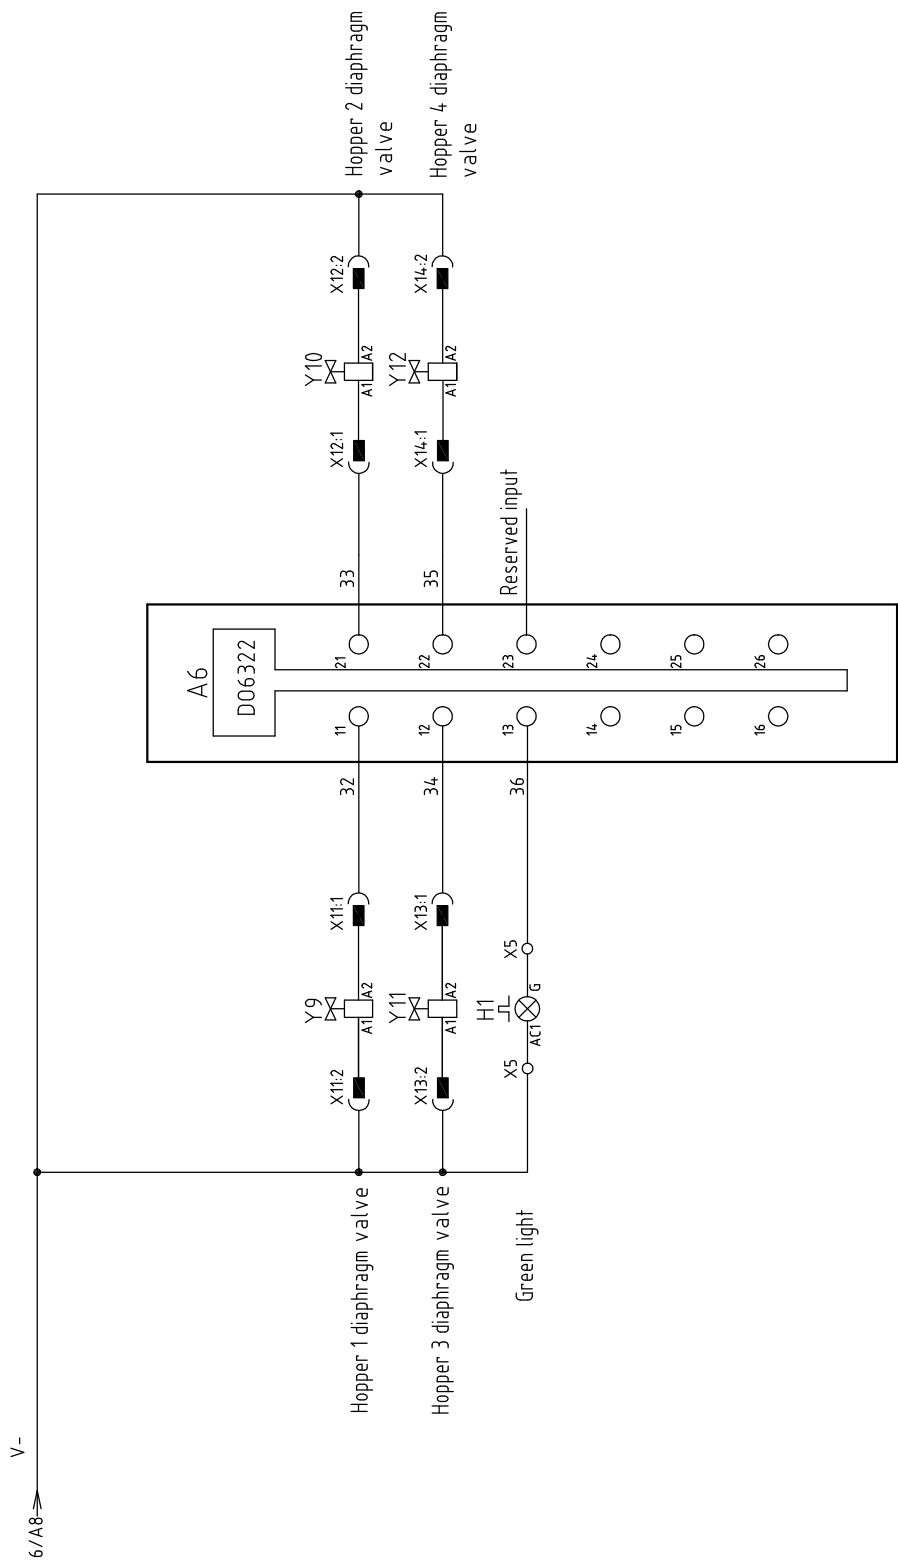 V-
6/A8
A6
DO6322
Y9
Y10
X11:2
X11:1
11
21
X12:1
X12:2
32
33
Hopper 1 diaphragm valve
A1
A2
A1
A2
Hopper 2 diaphragm
valve
Y11
Y12
X13:2
X13:1
12
22
X14:1
X14:2
34
35
Hopper 3 diaphragm valve
A1
A2
A1
A2
Hopper 4 diaphragm
valve
H1
X5
X5
13
23
Reserved input
36
Green light
AC1
G
14
24
15
25
16
26